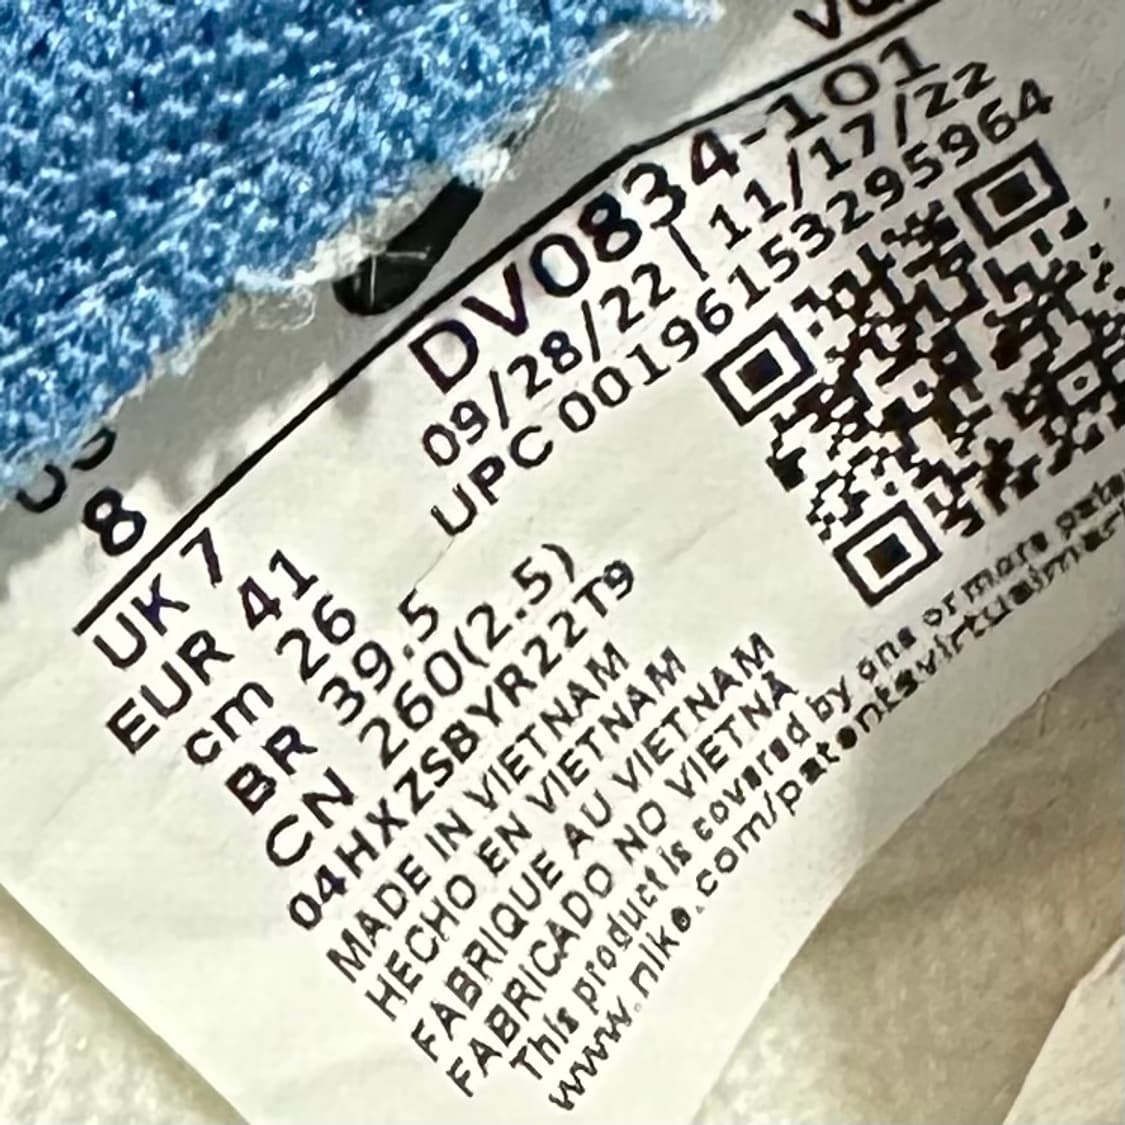 8
DV0834-101
09/28/22 | 11/17/22
UPC 00196153295964
UK 7
EUR 41
cm 26
BR 39.5
CN 260(2.5)
04HXZSBYR22T9
MADE IN VIETNAM
HECHO EN VIETNAM
FABRIQUE AU VIETNAM
FABRICADO NO VIETNÃ
This product is covered by one or more
www.nike.com/patents